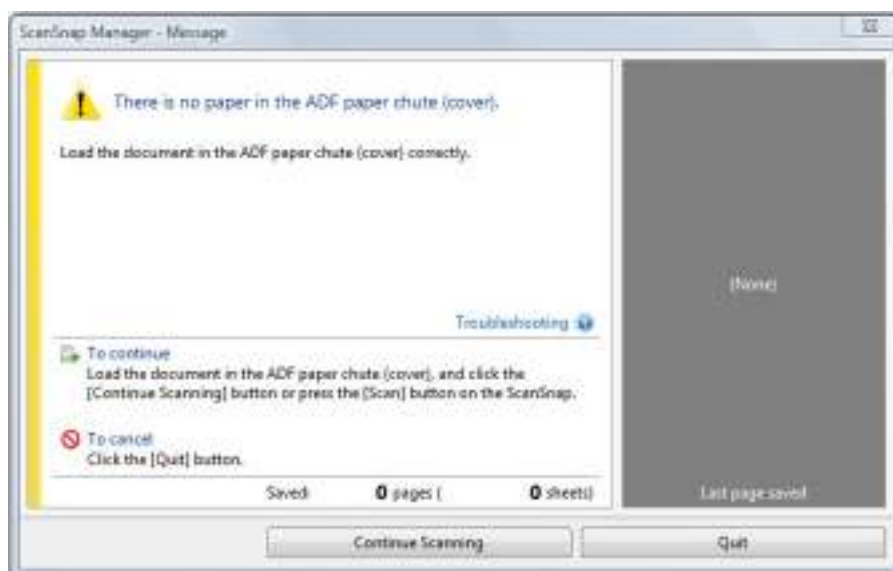 ScanSnap Manager - Message
There is no paper in the ADF paper chute (cover).
Load the document in the ADF paper chute (cover) correctly.
(None)
Troubleshooting
To continue
Load the document in the ADF paper chute (cover), and click the
[Continue Scanning] button or press the [Scan] button on the ScanSnap.
To cancel
Click the [Quit] button.
Saved: 0 pages ( 0 sheets)
Last page saved
Continue Scanning
Quit